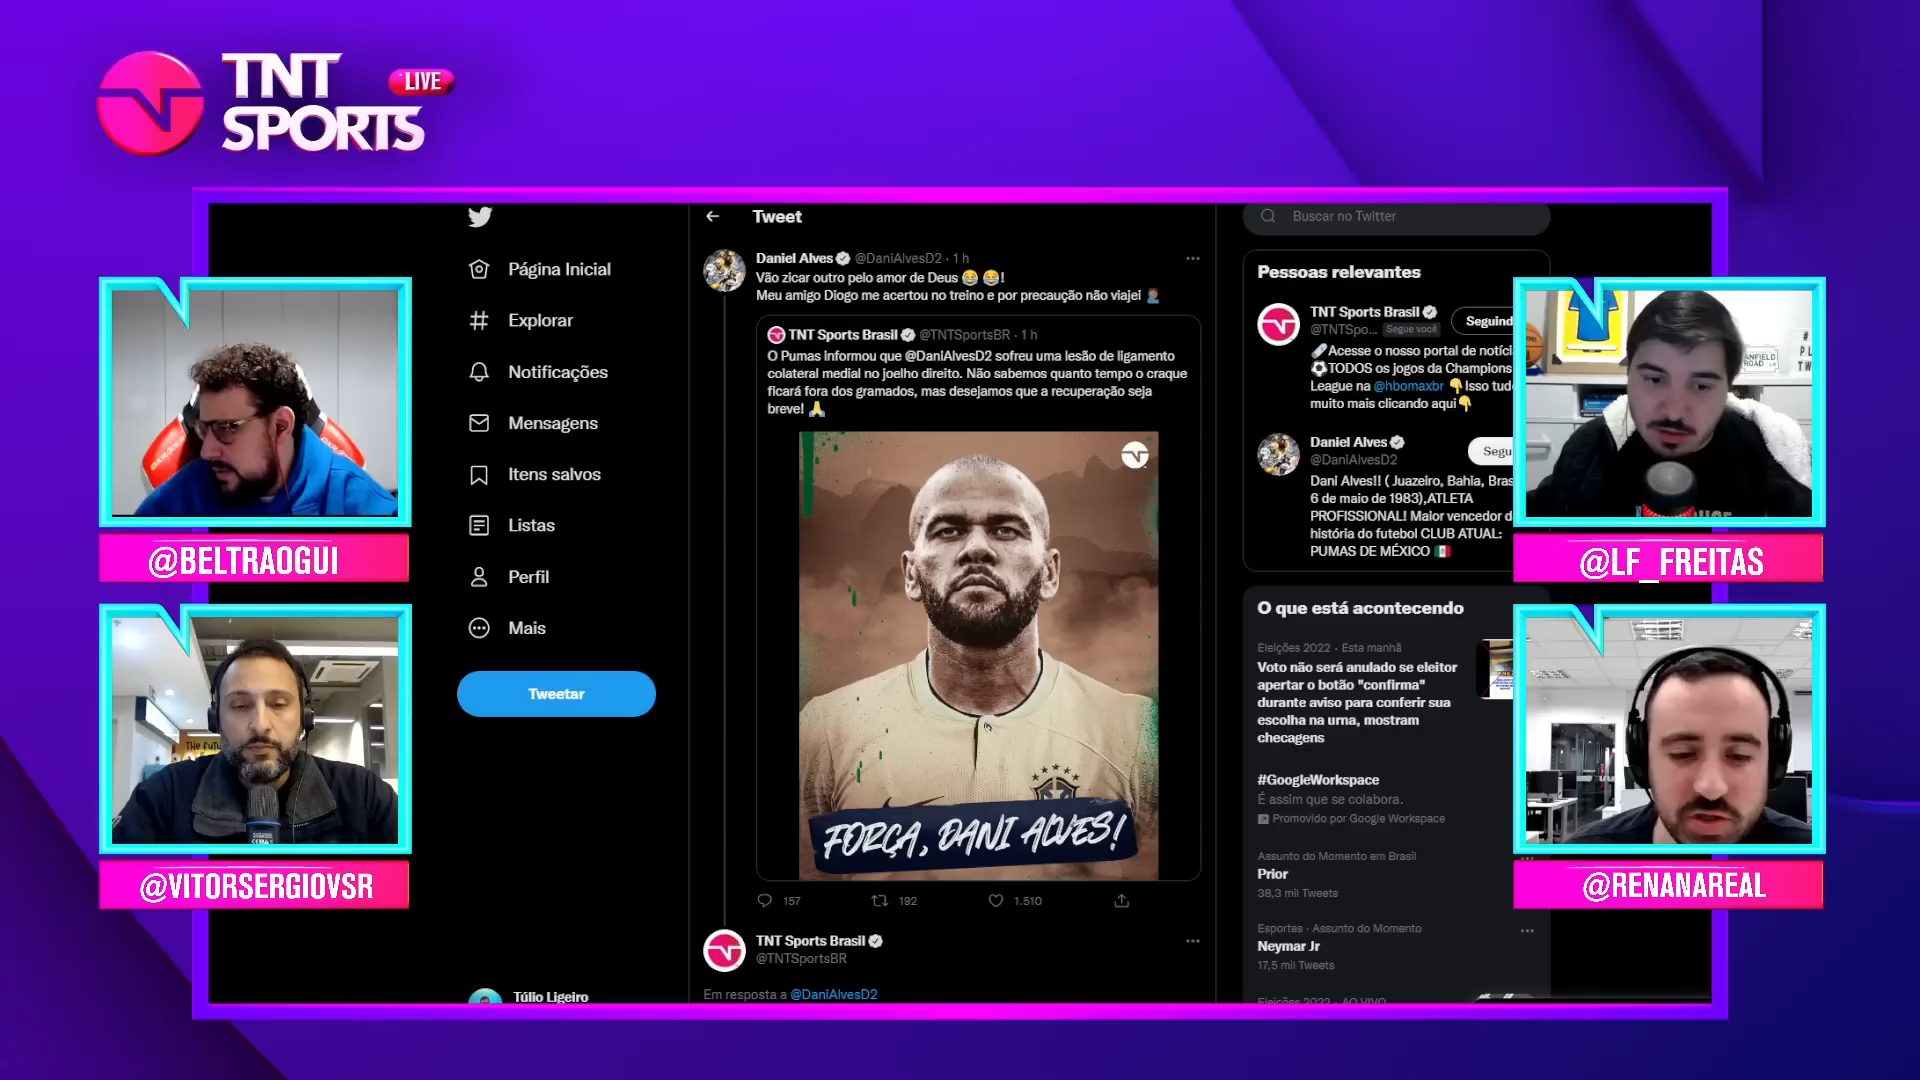 TNT
SPORTS
LIVE
Página Inicial
Explorar
Notificações
Mensagens
Itens salvos
Listas
Perfil
Mais
Tweetar
Túlio Ligeiro
Tweet
Daniel Alves @DaniAlvesD2 · 1 h
Vão zicar outro pelo amor de Deus 😂 😂!
Meu amigo Diogo me acertou no treino e por precaução não viajei
TNT Sports Brasil @TNTSportsBR · 1 h
O Pumas informou que @DaniAlvesD2 sofreu uma lesão de ligamento
colateral medial no joelho direito. Não sabemos quanto tempo o craque
ficará fora dos gramados, mas desejamos que a recuperação seja
breve! 🙏
FORÇA, DANI ALVES!
157
192
1.510
TNT Sports Brasil
@TNTSportsBR
Em resposta a @DaniAlvesD2
Buscar no Twitter
Pessoas relevantes
TNT Sports Brasil
@TNTSpo... Segue você
Seguind
Acesse o nosso portal de notíci
⚽TODOS os jogos da Champions
League na @hbomaxbr 👇Isso tud
muito mais clicando aqui👇
Daniel Alves
@DaniAlvesD2
Segu
Dani Alves!! ( Juazeiro, Bahia, Bras
6 de maio de 1983),ATLETA
PROFISSIONAL! Maior vencedor d
história do futebol CLUB ATUAL:
PUMAS DE MÉXICO 🇲🇽
O que está acontecendo
Eleições 2022 · Esta manhã
Voto não será anulado se eleitor
apertar o botão "confirma"
durante aviso para conferir sua
escolha na urna, mostram
checagens
#GoogleWorkspace
É assim que se colabora.
Promovido por Google Workspace
Assunto do Momento em Brasil
Prior
38,3 mil Tweets
Esportes · Assunto do Momento
Neymar Jr
17,5 mil Tweets
Eleições 2022 · AO VIVO
@BELTRAOGUI
@VITORSERGIOVSR
ANFIELD
ROAD
@LF_FREITAS
@RENANAREAL